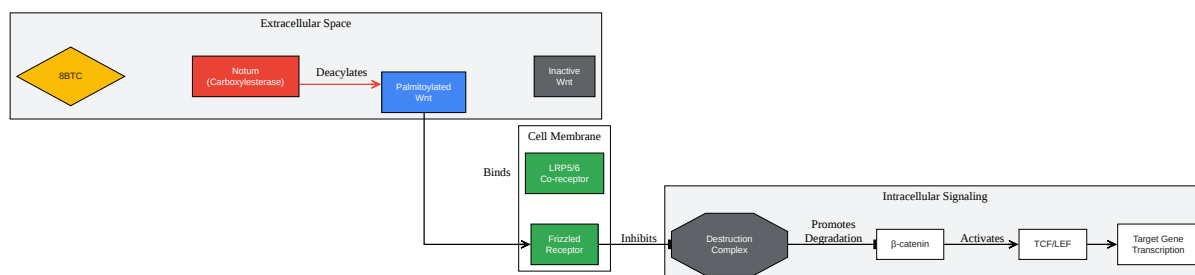 Extracellular Space
8BTC
Notum
(Carboxylesterase)
Deacylates
Palmitoylated
Wnt
Inactive
Wnt
Cell Membrane
LRP5/6
Co-receptor
Binds
Frizzled
Receptor
Inhibits
Intracellular Signaling
Destruction
Complex
Promotes
Degradation
β-catenin
Activates
TCF/LEF
Target Gene
Transcription